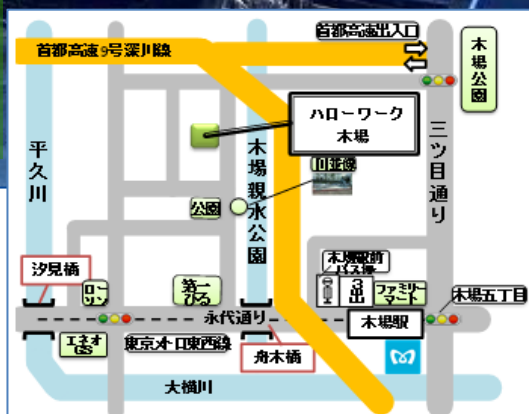 首都高速出入口
首都高速9号深川線
木場公園
ハローワーク
木場
平久川
木場親水公園
三ツ目通り
公園
汐見橋
木場駅前
バス停
ローソン
第一
びる
3出
ファミリー
マート
木場五丁目
永代通り
木場駅
エネオ
GS
東京メトロ東西線
舟木橋
大横川